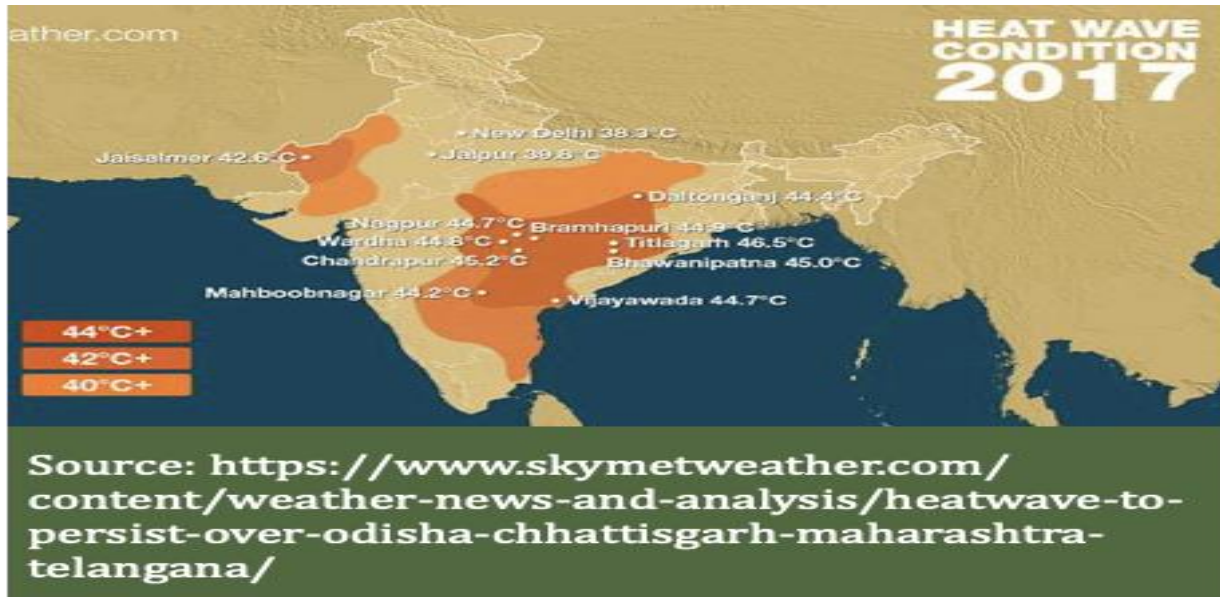 ather.com
HEAT WAVE
CONDITION
2017
New Delhi 38.3°C
Jaisalmer 42.6°C
Jaipur 39.8°C
Daltonganj 44.4°C
Nagpur 44.7°C
Bramhapuri 44.9°C
Wardha 44.8°C
Titlagarh 46.5°C
Chandrapur 45.2°C
Bhawanipatna 45.0°C
Mahboobnagar 44.2°C
Vijayawada 44.7°C
44°C+
42°C+
40°C+
Source: https://www.skymetweather.com/
content/weather-news-and-analysis/heatwave-to-
persist-over-odisha-chhattisgarh-maharashtra-
telangana/